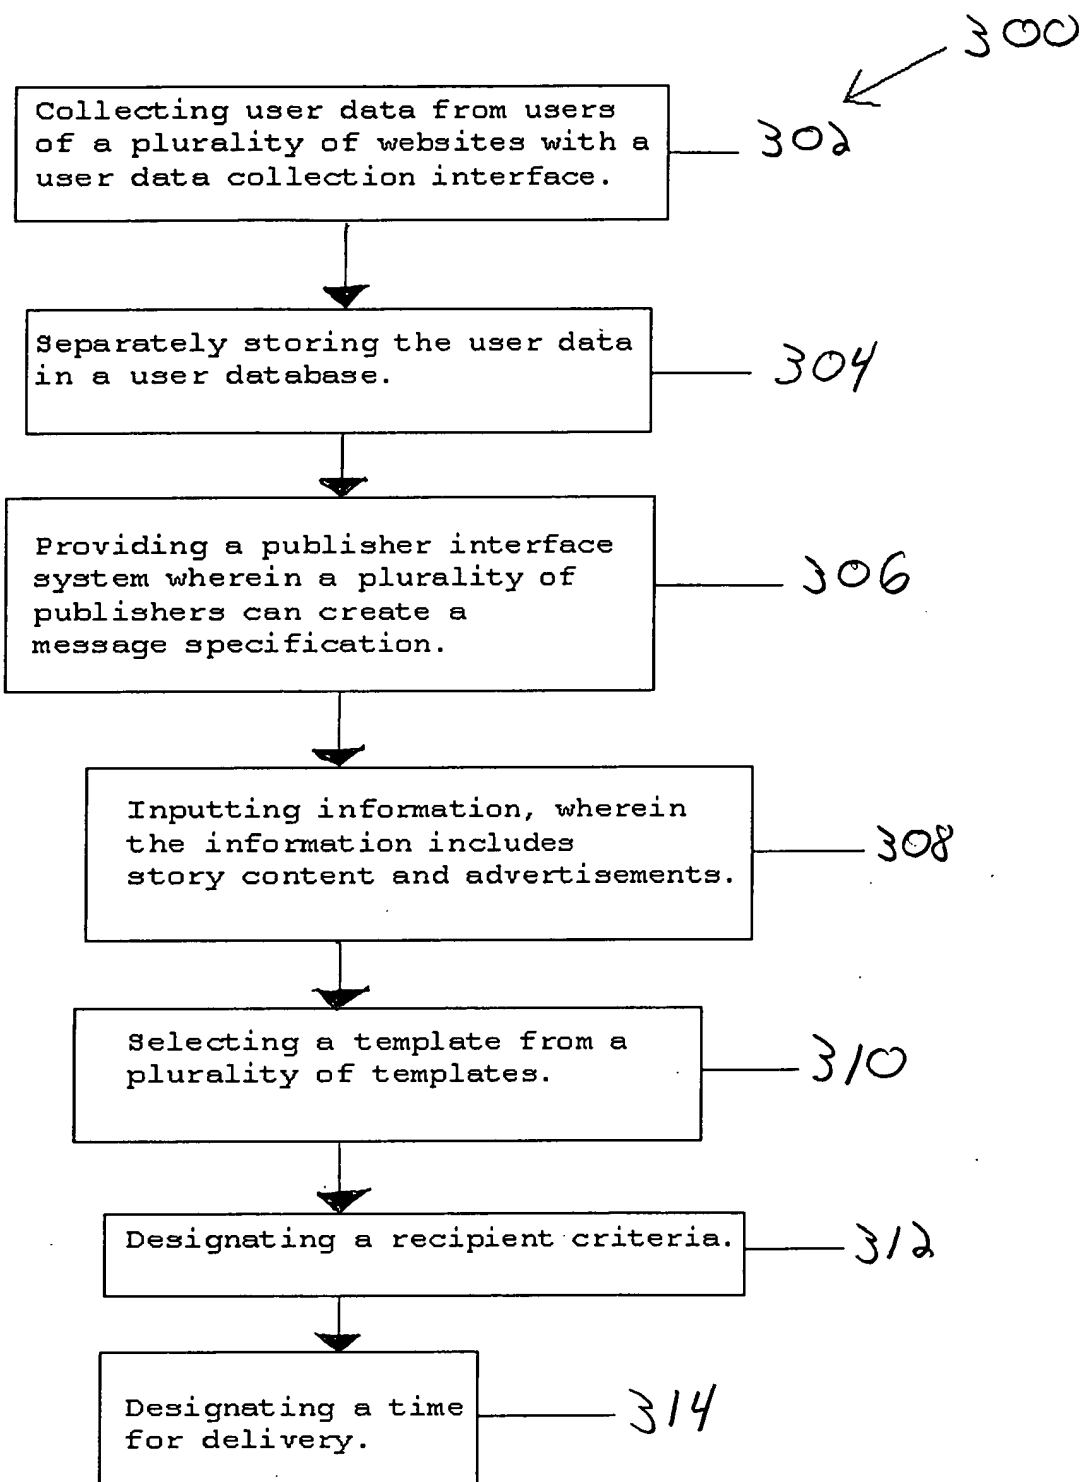 300
Collecting user data from users
of a plurality of websites with a
user data collection interface.
302
Separately storing the user data
in a user database.
304
Providing a publisher interface
system wherein a plurality of
publishers can create a
message specification.
306
Inputting information, wherein
the information includes
story content and advertisements.
308
Selecting a template from a
plurality of templates.
310
Designating a recipient criteria.
312
Designating a time
for delivery.
314